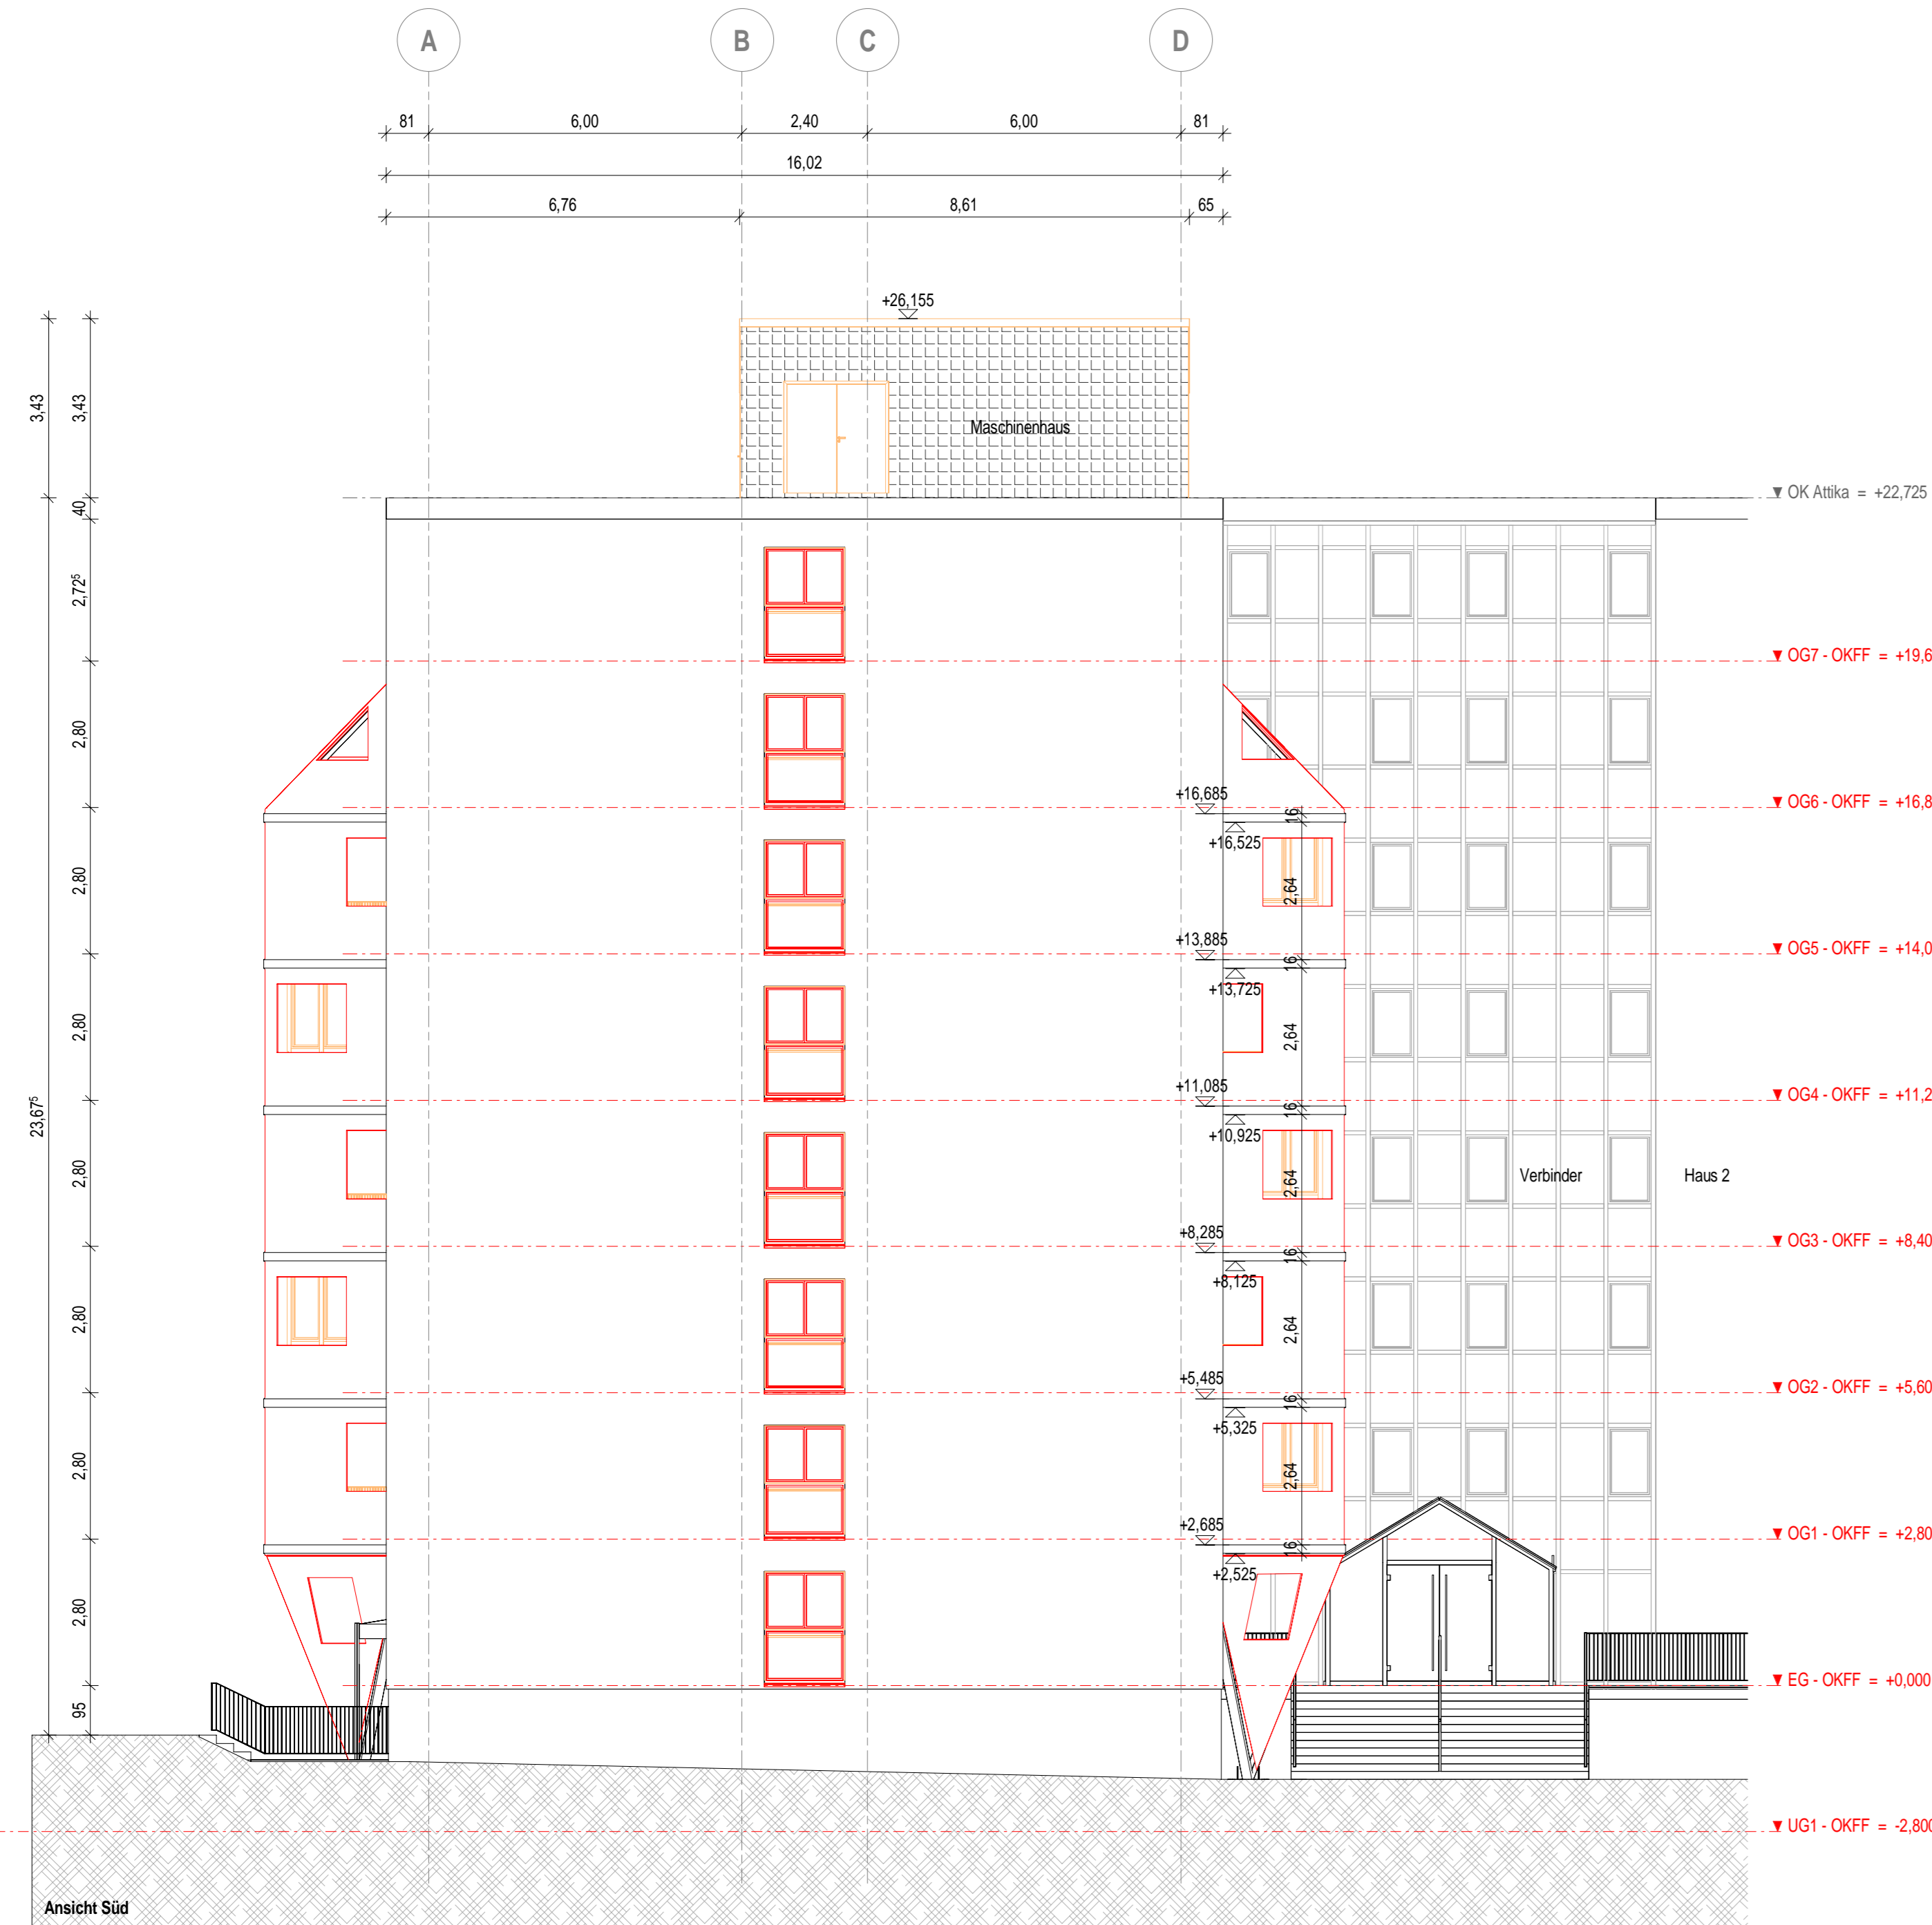 A B C D
81 6,00 2,40 6,00 81
16,02
6,76 8,61 65
+26,155
3,43 3,43
Maschinenhaus
▼ OK Attika = +22,725
40
2,72⁵
▼ OG7 - OKFF = +19,6
2,80
+16,685
▼ OG6 - OKFF = +16,8
16
+16,525
2,80
2,64
+13,885
▼ OG5 - OKFF = +14,0
16
+13,725
2,80
2,64
+11,085
▼ OG4 - OKFF = +11,2
16
23,67⁵
+10,925
2,80
2,64
Verbinder Haus 2
+8,285
▼ OG3 - OKFF = +8,40
16
+8,125
2,80
2,64
+5,485
▼ OG2 - OKFF = +5,60
16
+5,325
2,80
2,64
+2,685
▼ OG1 - OKFF = +2,80
16
+2,525
2,80
▼ EG - OKFF = +0,000
95
▼ UG1 - OKFF = -2,800
Ansicht Süd